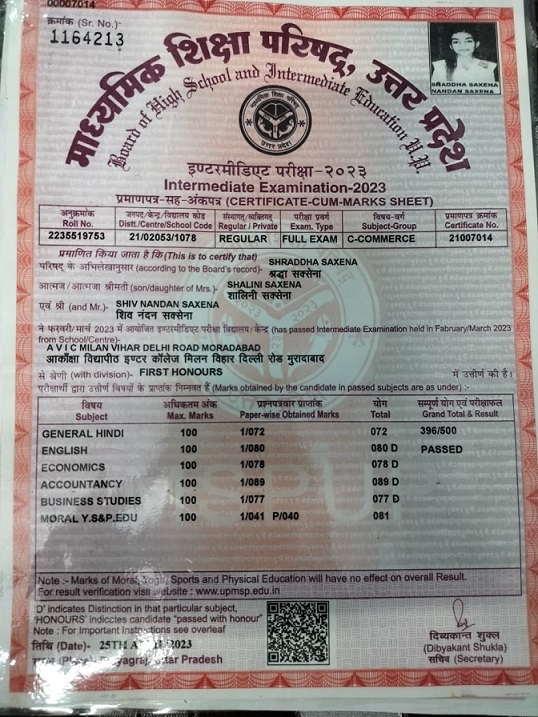 00007014
क्रमांक (Sr. No.)
1164213
माध्यमिक शिक्षा परिषद्, उत्तर प्रदेश
Board of High School and Intermediate Education U.P.
SHRADDHA SAXENA
NANDAN SAXENA
इण्टरमीडिएट परीक्षा-२०२३
Intermediate Examination-2023
प्रमाणपत्र-सह-अंकपत्र (CERTIFICATE-CUM-MARKS SHEET)
अनुक्रमांक जनपद/केन्द्र/विद्यालय कोड संस्थागत/व्यक्तिगत परीक्षा प्रवर्ग विषय-वर्ग प्रमाणपत्र क्रमांक
Roll No. Distt./Centre/School Code Regular / Private Exam. Type Subject-Group Certificate No.
2235519753 21/02053/1078 REGULAR FULL EXAM C-COMMERCE 21007014
प्रमाणित किया जाता है कि(This is to certify that)
SHRADDHA SAXENA
परिषद् के अभिलेखानुसार (according to the Board's record)- श्रद्धा सक्सेना
आत्मज/ आत्मजा श्रीमती (son/daughter of Mrs.)- SHALINI SAXENA
शालिनी सक्सेना
एवं श्री (and Mr.)- SHIV NANDAN SAXENA
शिव नंदन सक्सेना
ने फरवरी/मार्च 2023 में आयोजित इण्टरमीडिएट परीक्षा विद्यालय/केन्द्र (has passed Intermediate Examination held in February/March 2023
from School/Centre)-
A V I C MILAN VIHAR DELHI ROAD MORADABAD
आकाँक्षा विद्यापीठ इण्टर कॉलेज मिलन विहार दिल्ली रोड मुरादाबाद
से श्रेणी (with division)- FIRST HONOURS में उत्तीर्ण की है।
परीक्षार्थी द्वारा उत्तीर्ण विषयों के प्राप्तांक निम्नवत हैं (Marks obtained by the candidate in passed subjects are as under) :-
विषय अधिकतम अंक प्रश्नपत्रवार प्राप्तांक योग सम्पूर्ण योग एवं परीक्षाफल
Subject Max. Marks Paper-wise Obtained Marks Total Grand Total & Result
GENERAL HINDI 100 1/072 072 396/500
ENGLISH 100 1/080 080 D PASSED
ECONOMICS 100 1/078 078 D
ACCOUNTANCY 100 1/089 089 D
BUSINESS STUDIES 100 1/077 077 D
MORAL Y.S&P.EDU 100 1/041 P/040 081
Note :- Marks of Moral, Yoga, Sports and Physical Education will have no effect on overall Result.
For result verification visit website : www.upmsp.edu.in
'D' indicates Distinction in that particular subject,
'HONOURS' indicctes candidate "passed with honour"
Note : For Important Instructions see overleaf
तिथि (Date)- 25TH 2023
Uttar Pradesh
दिव्यकान्त शुक्ल
(Dibyakant Shukla)
सचिव (Secretary)